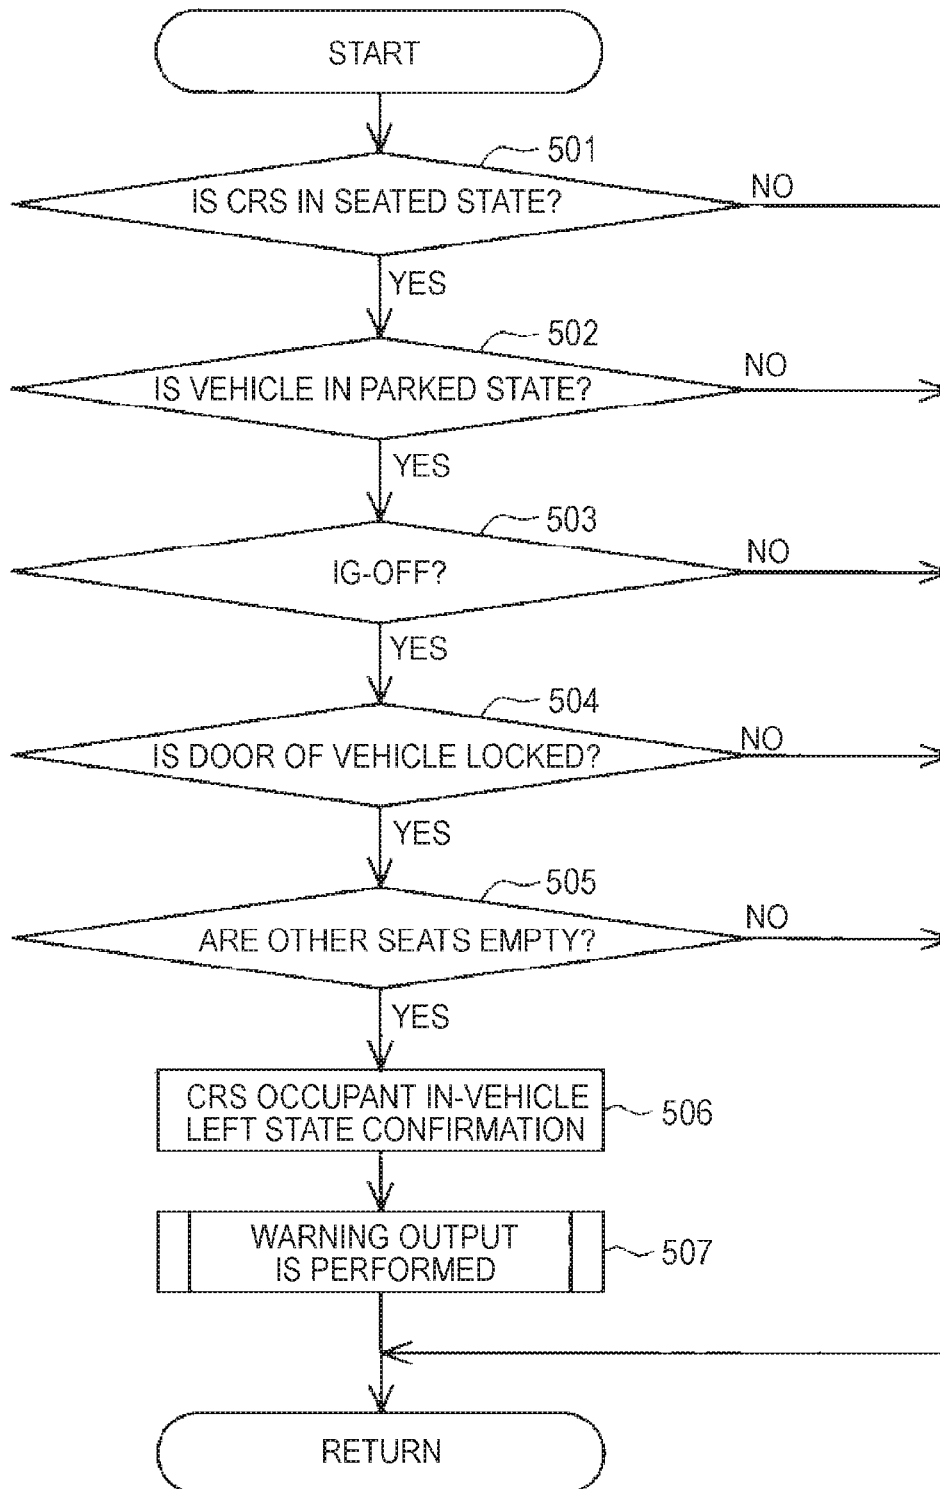 START
501
IS CRS IN SEATED STATE?
NO
YES
502
IS VEHICLE IN PARKED STATE?
NO
YES
503
IG-OFF?
NO
YES
504
IS DOOR OF VEHICLE LOCKED?
NO
YES
505
ARE OTHER SEATS EMPTY?
NO
YES
CRS OCCUPANT IN-VEHICLE
LEFT STATE CONFIRMATION
506
WARNING OUTPUT
IS PERFORMED
507
RETURN